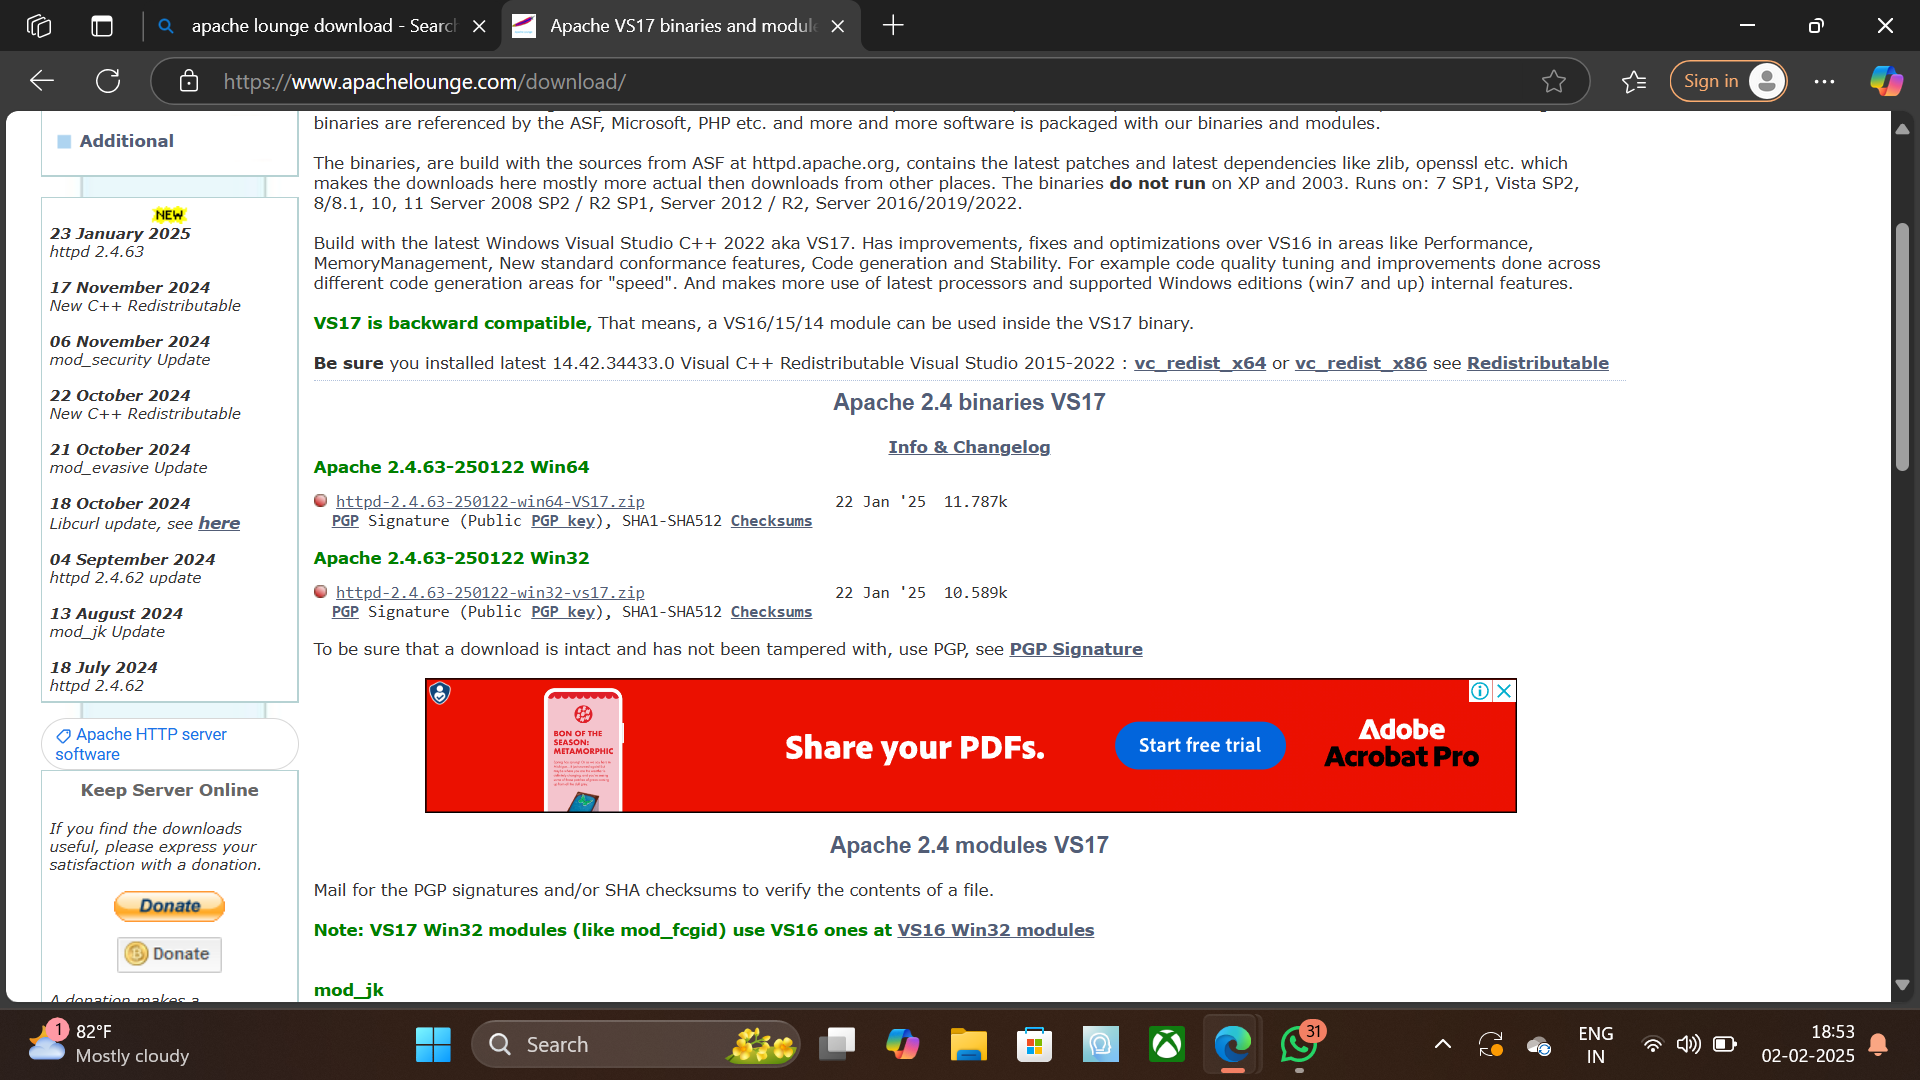 apache lounge download - Search
Apache VS17 binaries and module
https://www.apachelounge.com/download/
Sign in
Additional
NEW
23 January 2025
httpd 2.4.63
17 November 2024
New C++ Redistributable
06 November 2024
mod_security Update
22 October 2024
New C++ Redistributable
21 October 2024
mod_evasive Update
18 October 2024
Libcurl update, see here
04 September 2024
httpd 2.4.62 update
13 August 2024
mod_jk Update
18 July 2024
httpd 2.4.62
Apache HTTP server
software
Keep Server Online
If you find the downloads
useful, please express your
satisfaction with a donation.
Donate
Donate
A donation makes a
binaries are referenced by the ASF, Microsoft, PHP etc. and more and more software is packaged with our binaries and modules.
The binaries, are build with the sources from ASF at httpd.apache.org, contains the latest patches and latest dependencies like zlib, openssl etc. which
makes the downloads here mostly more actual then downloads from other places. The binaries do not run on XP and 2003. Runs on: 7 SP1, Vista SP2,
8/8.1, 10, 11 Server 2008 SP2 / R2 SP1, Server 2012 / R2, Server 2016/2019/2022.
Build with the latest Windows Visual Studio C++ 2022 aka VS17. Has improvements, fixes and optimizations over VS16 in areas like Performance,
MemoryManagement, New standard conformance features, Code generation and Stability. For example code quality tuning and improvements done across
different code generation areas for "speed". And makes more use of latest processors and supported Windows editions (win7 and up) internal features.
VS17 is backward compatible, That means, a VS16/15/14 module can be used inside the VS17 binary.
Be sure you installed latest 14.42.34433.0 Visual C++ Redistributable Visual Studio 2015-2022 : vc_redist_x64 or vc_redist_x86 see Redistributable
Apache 2.4 binaries VS17
Info & Changelog
Apache 2.4.63-250122 Win64
httpd-2.4.63-250122-win64-VS17.zip 22 Jan '25 11.787k
PGP Signature (Public PGP key), SHA1-SHA512 Checksums
Apache 2.4.63-250122 Win32
httpd-2.4.63-250122-win32-vs17.zip 22 Jan '25 10.589k
PGP Signature (Public PGP key), SHA1-SHA512 Checksums
To be sure that a download is intact and has not been tampered with, use PGP, see PGP Signature
BON OF THE
SEASON:
METAMORPHIC
Share your PDFs.
Start free trial
Adobe
Acrobat Pro
Apache 2.4 modules VS17
Mail for the PGP signatures and/or SHA checksums to verify the contents of a file.
Note: VS17 Win32 modules (like mod_fcgid) use VS16 ones at VS16 Win32 modules
mod_jk
1
82°F
Mostly cloudy
Search
31
ENG
IN
18:53
02-02-2025